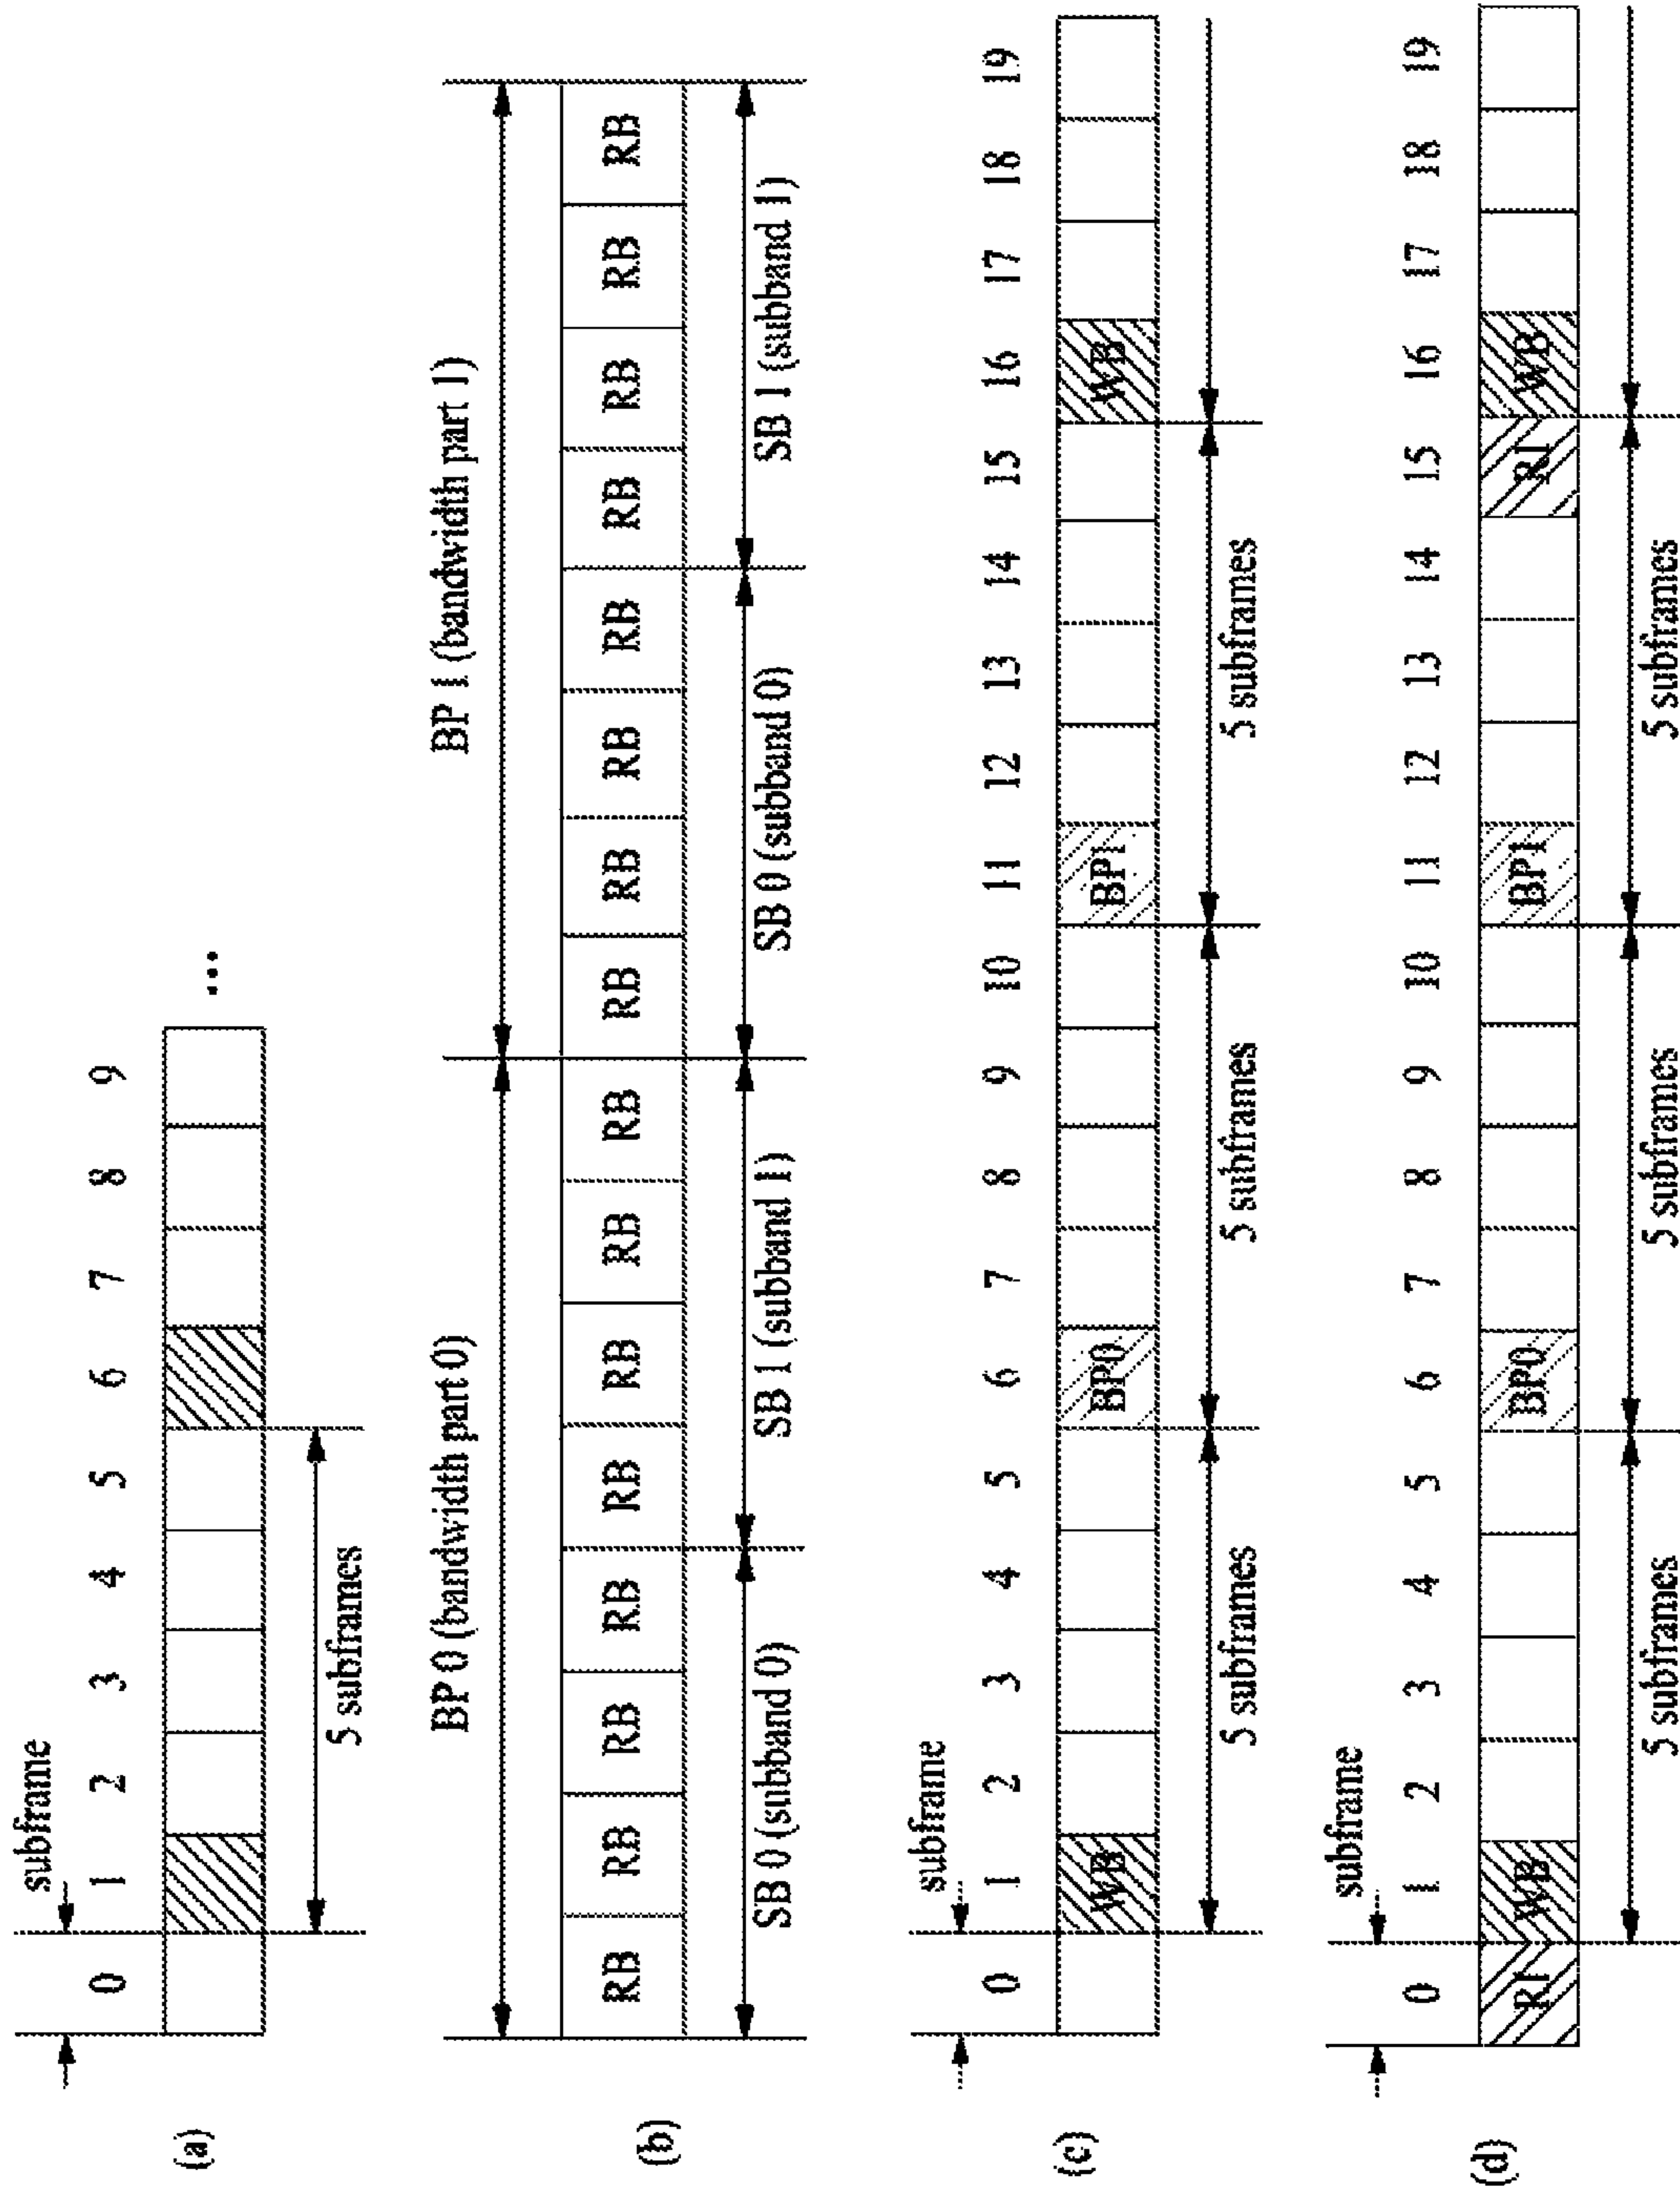 subframe
0 1 2 3 4 5 6 7 8 9
...
5 subframes
(a)
BP 0 (bandwidth part 0) BP 1 (bandwidth part 1)
RB RB RB RB RB RB RB RB RB RB RB RB RB RB RB RB
SB 0 (subband 0) SB 1 (subband 1) SB 0 (subband 0) SB 1 (subband 1)
(b)
subframe
0 1 2 3 4 5 6 7 8 9 10 11 12 13 14 15 16 17 18 19
WB BP0 BP1 WB
5 subframes 5 subframes 5 subframes
(c)
subframe
0 1 2 3 4 5 6 7 8 9 10 11 12 13 14 15 16 17 18 19
RI WB BP0 BP1 RI WB
5 subframes 5 subframes 5 subframes
(d)